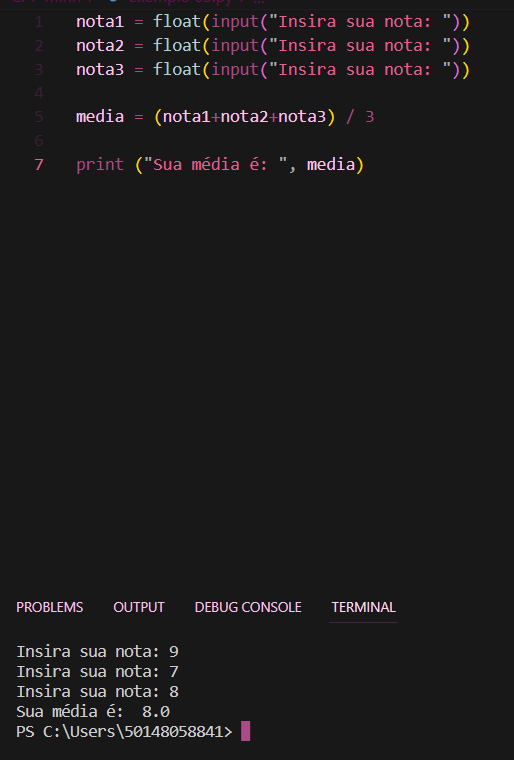 1 nota1 = float(input("Insira sua nota: "))
2 nota2 = float(input("Insira sua nota: "))
3 nota3 = float(input("Insira sua nota: "))
4
5 media = (nota1+nota2+nota3) / 3
6
7 print ("Sua média é: ", media)
PROBLEMS OUTPUT DEBUG CONSOLE TERMINAL
Insira sua nota: 9
Insira sua nota: 7
Insira sua nota: 8
Sua média é:  8.0
PS C:\Users\50148058841>